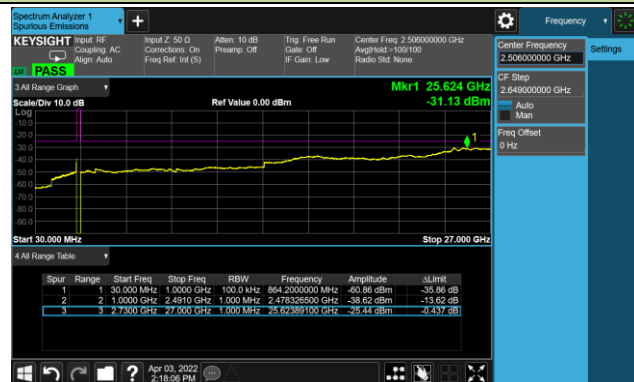 Spectrum Analyzer 1
Spurious Emissions
Frequency
KEYSIGHT Input: RF
Coupling: AC
Align: Auto
Input Z: 50 Ω
Corrections: On
Freq Ref: Int (S)
Atten: 10 dB
Preamp: Off
Trig: Free Run
Gate: Off
IF Gain: Low
Center Freq: 2.506000000 GHz
Avg|Hold:>100/100
Radio Std: None
PASS
Center Frequency
2.506000000 GHz
Settings
CF Step
2.649000000 GHz
Auto
Man
Freq Offset
0 Hz
3 All Range Graph
Mkr1 25.624 GHz
Scale/Div 10.0 dB
Ref Value 0.00 dBm
-31.13 dBm
Log
-10.0
-20.0
-30.0
-40.0
-50.0
-60.0
-70.0
-80.0
-90.0
1
Start 30.000 MHz
Stop 27.000 GHz
4 All Range Table
Spur Range Start Freq Stop Freq RBW Frequency Amplitude ΔLimit
1 1 30.000 MHz 1.0000 GHz 100.0 kHz 864.2000000 MHz -60.86 dBm -35.86 dB
2 2 1.0000 GHz 2.4910 GHz 1.000 MHz 2.478326500 GHz -38.62 dBm -13.62 dB
3 3 2.7300 GHz 27.000 GHz 1.000 MHz 25.62389100 GHz -25.44 dBm -0.437 dB
?
Apr 03, 2022
2:18:06 PM